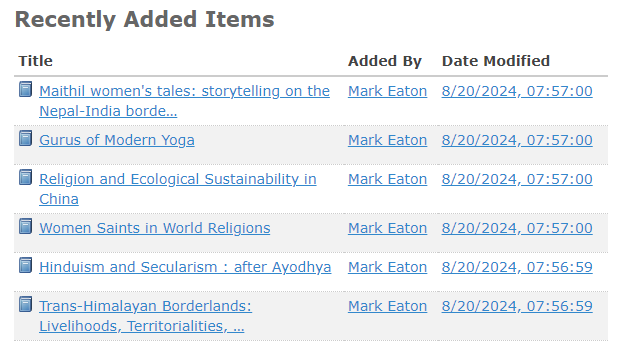 Recently Added Items
Title Added By Date Modified
Maithil women's tales: storytelling on the Mark Eaton 8/20/2024, 07:57:00
Nepal-India borde...
Gurus of Modern Yoga Mark Eaton 8/20/2024, 07:57:00
Religion and Ecological Sustainability in Mark Eaton 8/20/2024, 07:57:00
China
Women Saints in World Religions Mark Eaton 8/20/2024, 07:57:00
Hinduism and Secularism : after Ayodhya Mark Eaton 8/20/2024, 07:56:59
Trans-Himalayan Borderlands: Mark Eaton 8/20/2024, 07:56:59
Livelihoods, Territorialities, ...